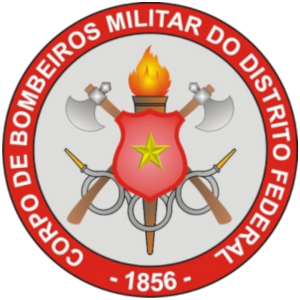 CORPO DE BOMBEIROS MILITAR DO DISTRITO FEDERAL
- 1856 -